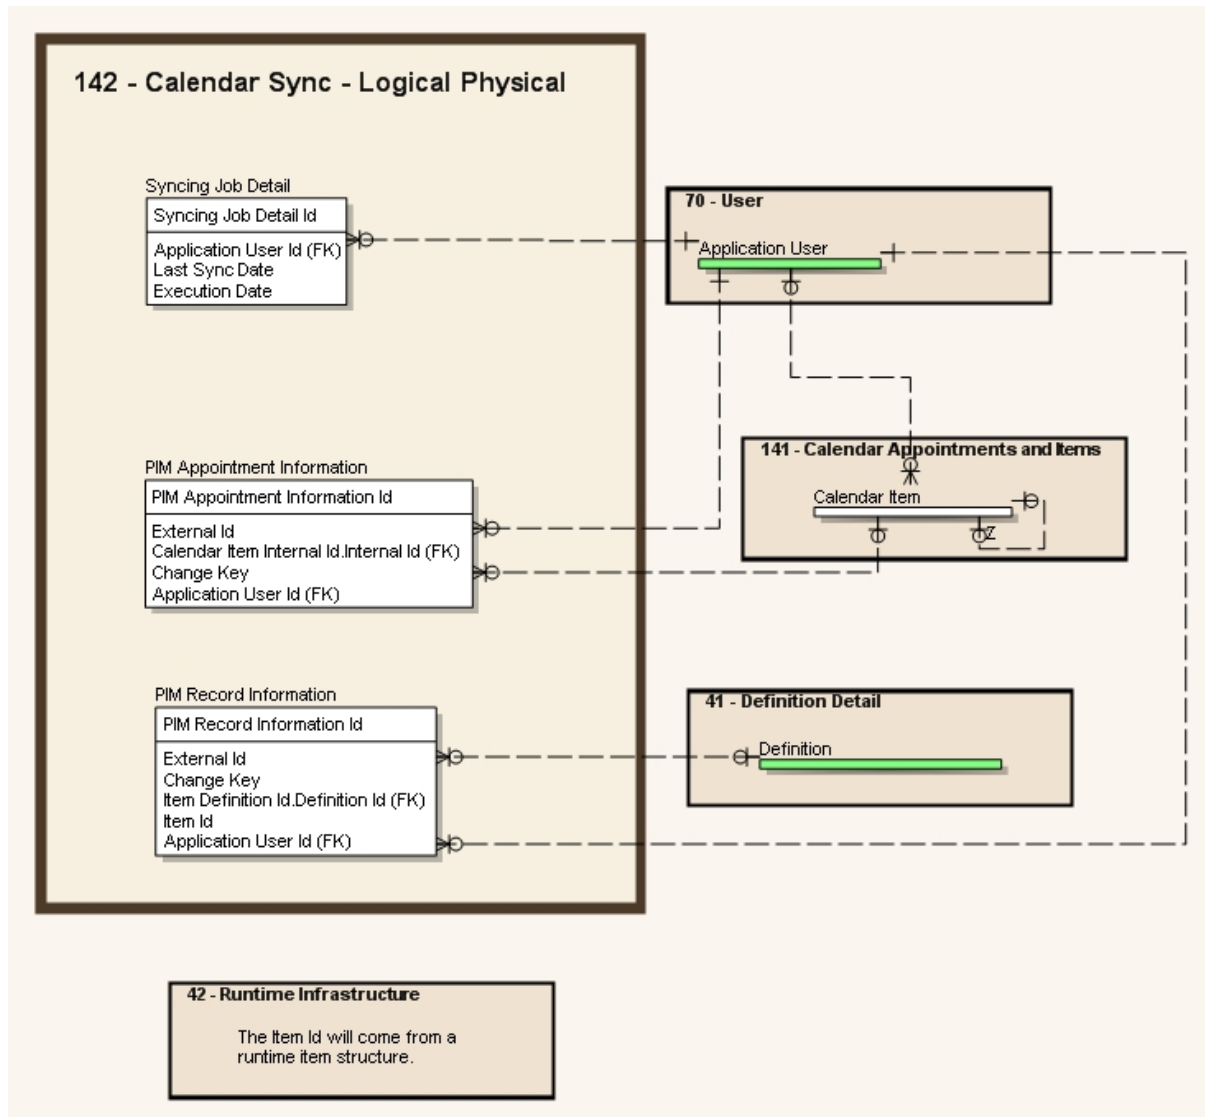 142 - Calendar Sync - Logical Physical
Syncing Job Detail
Syncing Job Detail Id
Application User Id (FK)
Last Sync Date
Execution Date
70 - User
Application User
141 - Calendar Appointments and Items
Calendar Item
Z
PIM Appointment Information
PIM Appointment Information Id
External Id
Calendar Item Internal Id.Internal Id (FK)
Change Key
Application User Id (FK)
PIM Record Information
PIM Record Information Id
External Id
Change Key
Item Definition Id.Definition Id (FK)
Item Id
Application User Id (FK)
41 - Definition Detail
Definition
42 - Runtime Infrastructure
The Item Id will come from a
runtime item structure.